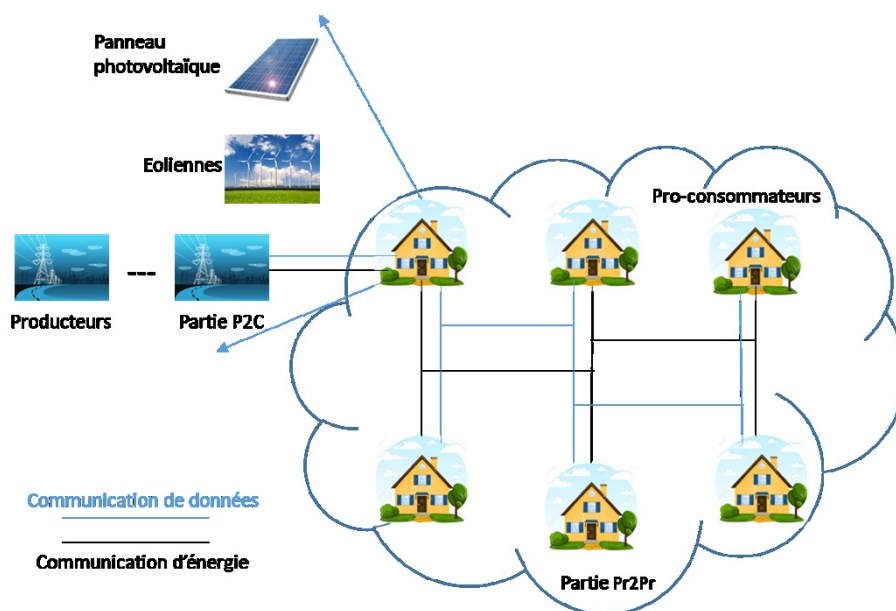 Panneau
photovoltaïque
Eoliennes
Pro-consommateurs
Producteurs
---
Partie P2C
Communication de données
Communication d'énergie
Partie Pr2Pr